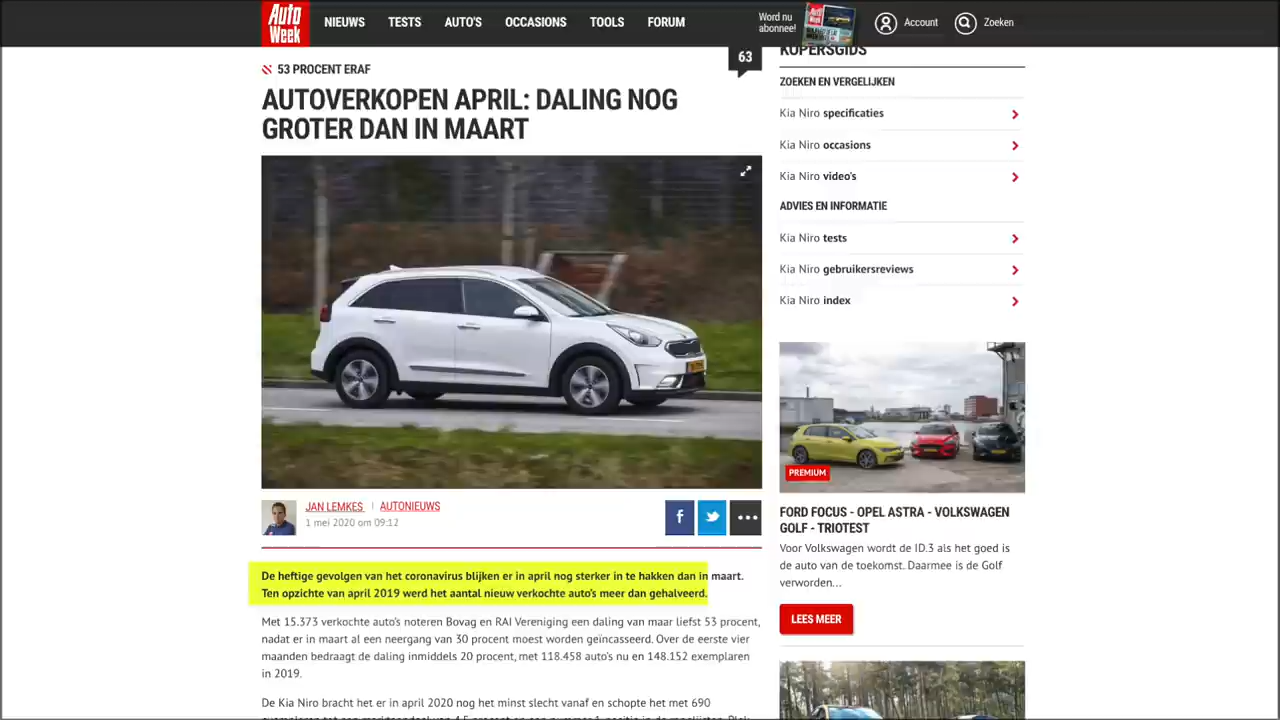 Auto Week
NIEUWS TESTS AUTO'S OCCASIONS TOOLS FORUM
Word nu abonnee!
Account
Zoeken
63
53 PROCENT ERAF
AUTOVERKOPEN APRIL: DALING NOG
GROTER DAN IN MAART
JAN LEMKES | AUTONIEUWS
1 mei 2020 om 09:12
De heftige gevolgen van het coronavirus blijken er in april nog sterker in te hakken dan in maart.
Ten opzichte van april 2019 werd het aantal nieuw verkochte auto's meer dan gehalveerd.
Met 15.373 verkochte auto's noteren Bovag en RAI Vereniging een daling van maar liefst 53 procent,
nadat er in maart al een neergang van 30 procent moest worden geïncasseerd. Over de eerste vier
maanden bedraagt de daling inmiddels 20 procent, met 118.458 auto's nu en 148.152 exemplaren
in 2019.
De Kia Niro bracht het er in april 2020 nog het minst slecht vanaf en schopte het met 690
KOPERSGIDS
ZOEKEN EN VERGELIJKEN
Kia Niro specificaties
Kia Niro occasions
Kia Niro video's
ADVIES EN INFORMATIE
Kia Niro tests
Kia Niro gebruikersreviews
Kia Niro index
PREMIUM
FORD FOCUS - OPEL ASTRA - VOLKSWAGEN
GOLF - TRIOTEST
Voor Volkswagen wordt de ID.3 als het goed is
de auto van de toekomst. Daarmee is de Golf
verworden...
LEES MEER